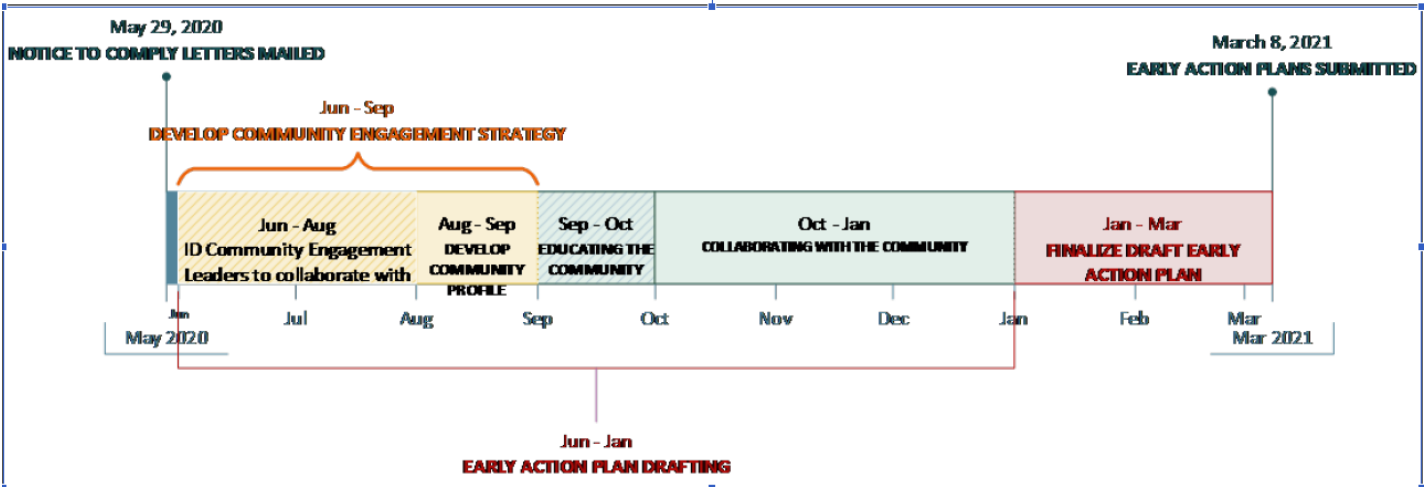 May 29, 2020
NOTICE TO COMPLY LETTERS MAILED
March 8, 2021
EARLY ACTION PLANS SUBMITTED
Jun - Sep
DEVELOP COMMUNITY ENGAGEMENT STRATEGY
Jun - Aug
ID Community Engagement
Leaders to collaborate with
Aug - Sep
DEVELOP
COMMUNITY
PROFILE
Sep - Oct
EDUCATING THE
COMMUNITY
Oct - Jan
COLLABORATING WITH THE COMMUNITY
Jan - Mar
FINALIZE DRAFT EARLY
ACTION PLAN
Jun
Jul
Aug
Sep
Oct
Nov
Dec
Jan
Feb
Mar
May 2020
Mar 2021
Jun - Jan
EARLY ACTION PLAN DRAFTING